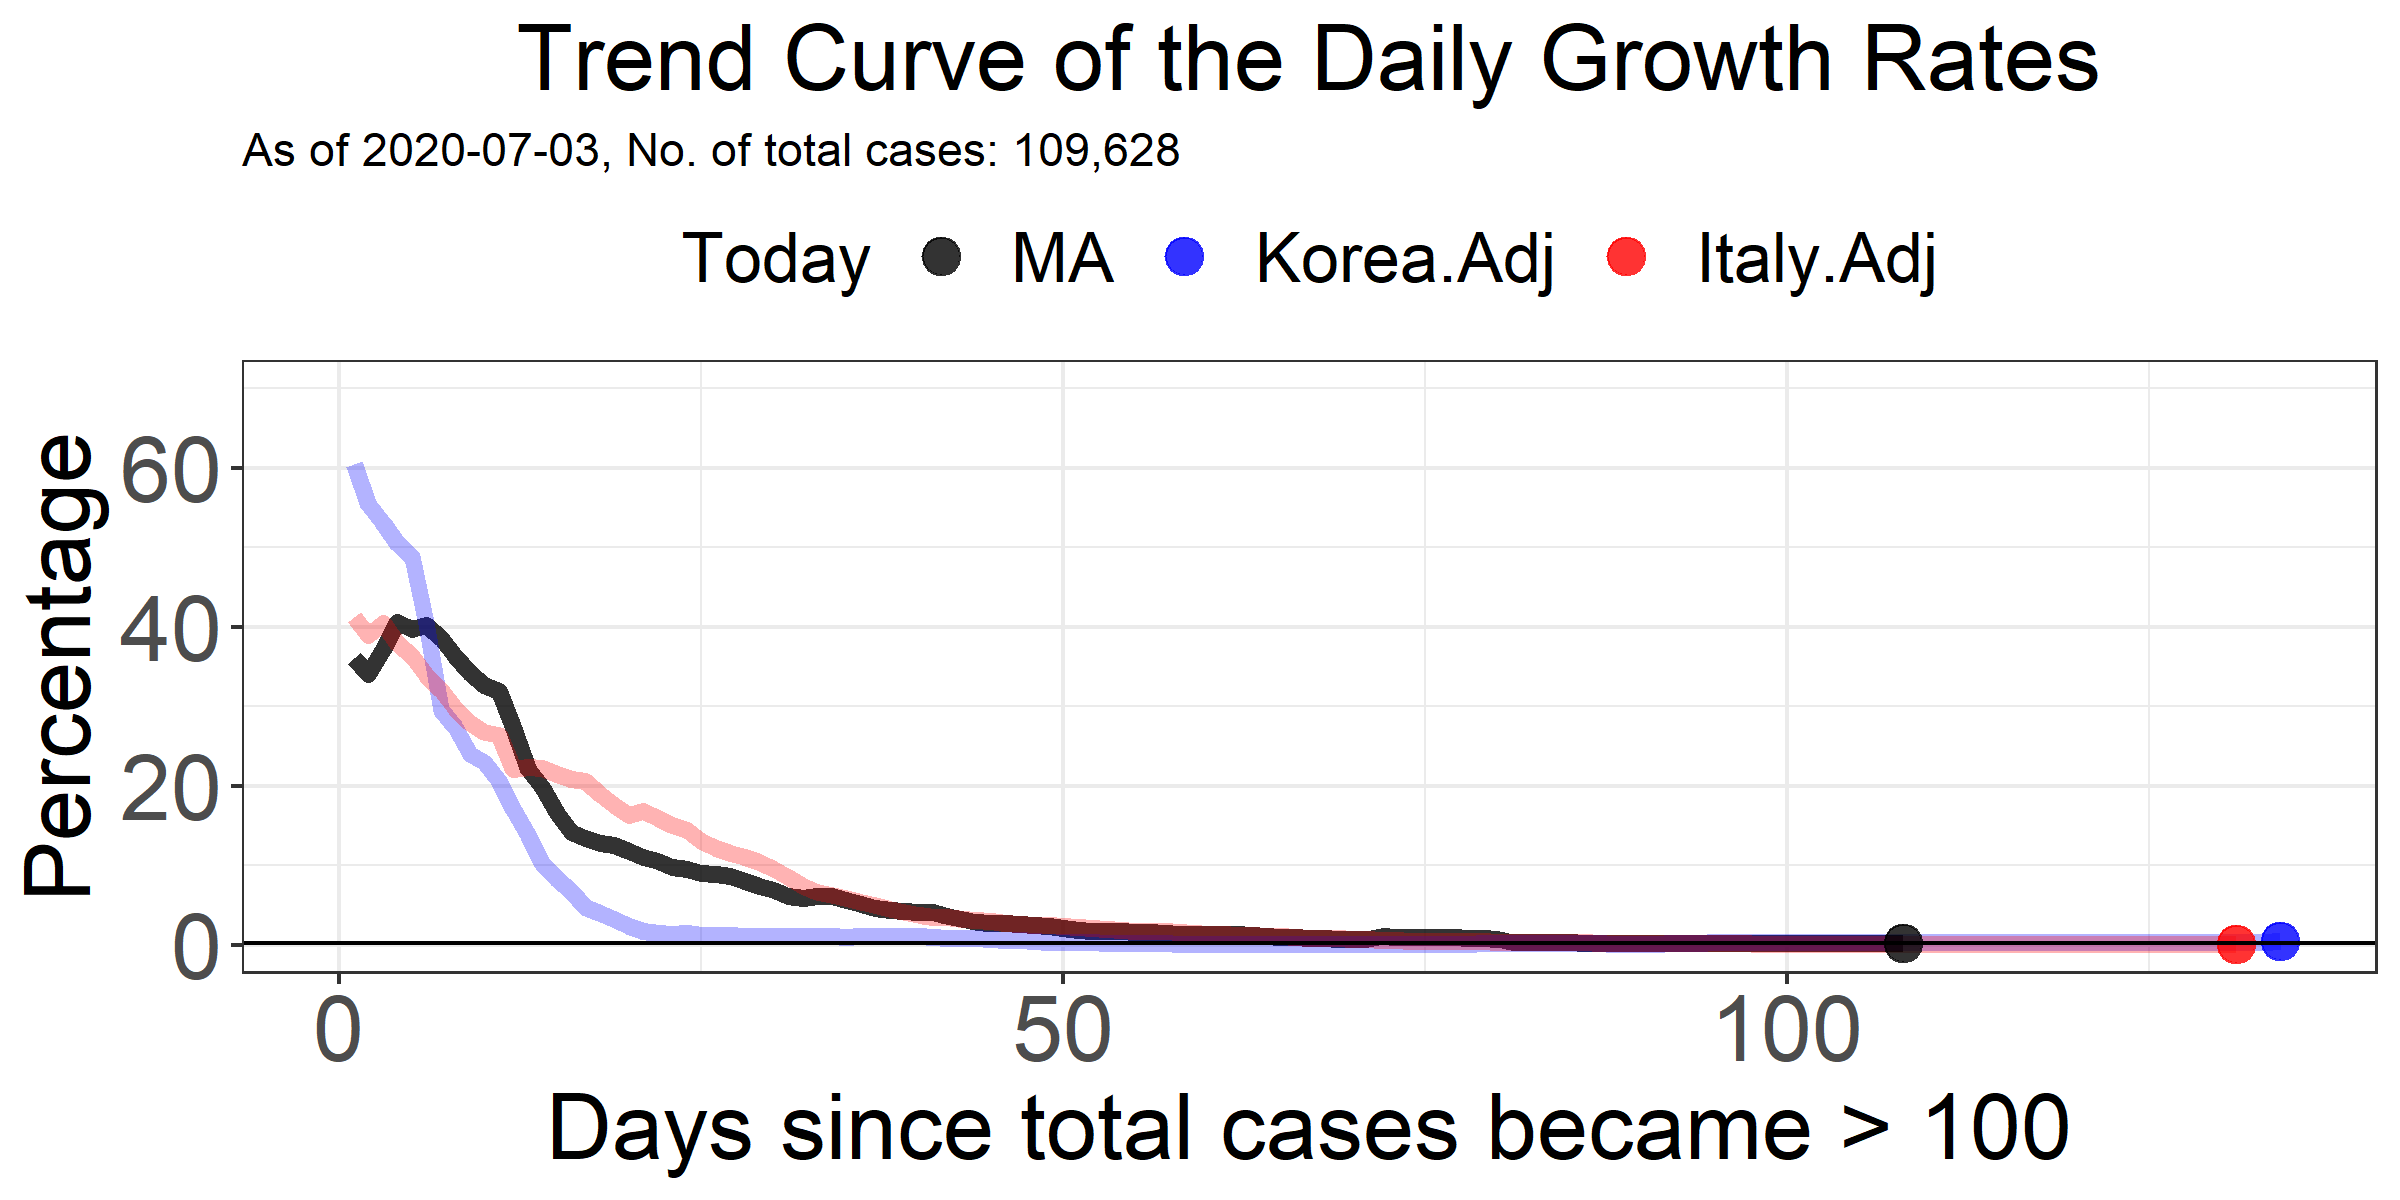 Trend Curve of the Daily Growth Rates
As of 2020-07-03, No. of total cases: 109,628
Today MA Korea.Adj Italy.Adj
Percentage
60
40
20
0
0 50 100
Days since total cases became > 100